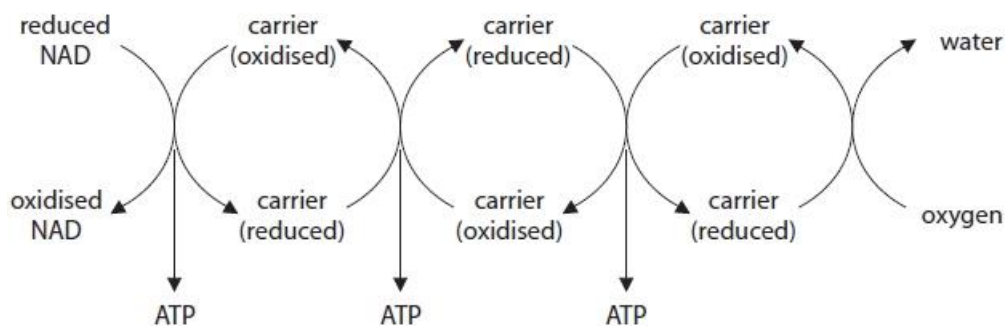 reduced
NAD
carrier
(oxidised)
carrier
(reduced)
carrier
(oxidised)
water
oxidised
NAD
carrier
(reduced)
carrier
(oxidised)
carrier
(reduced)
oxygen
ATP
ATP
ATP